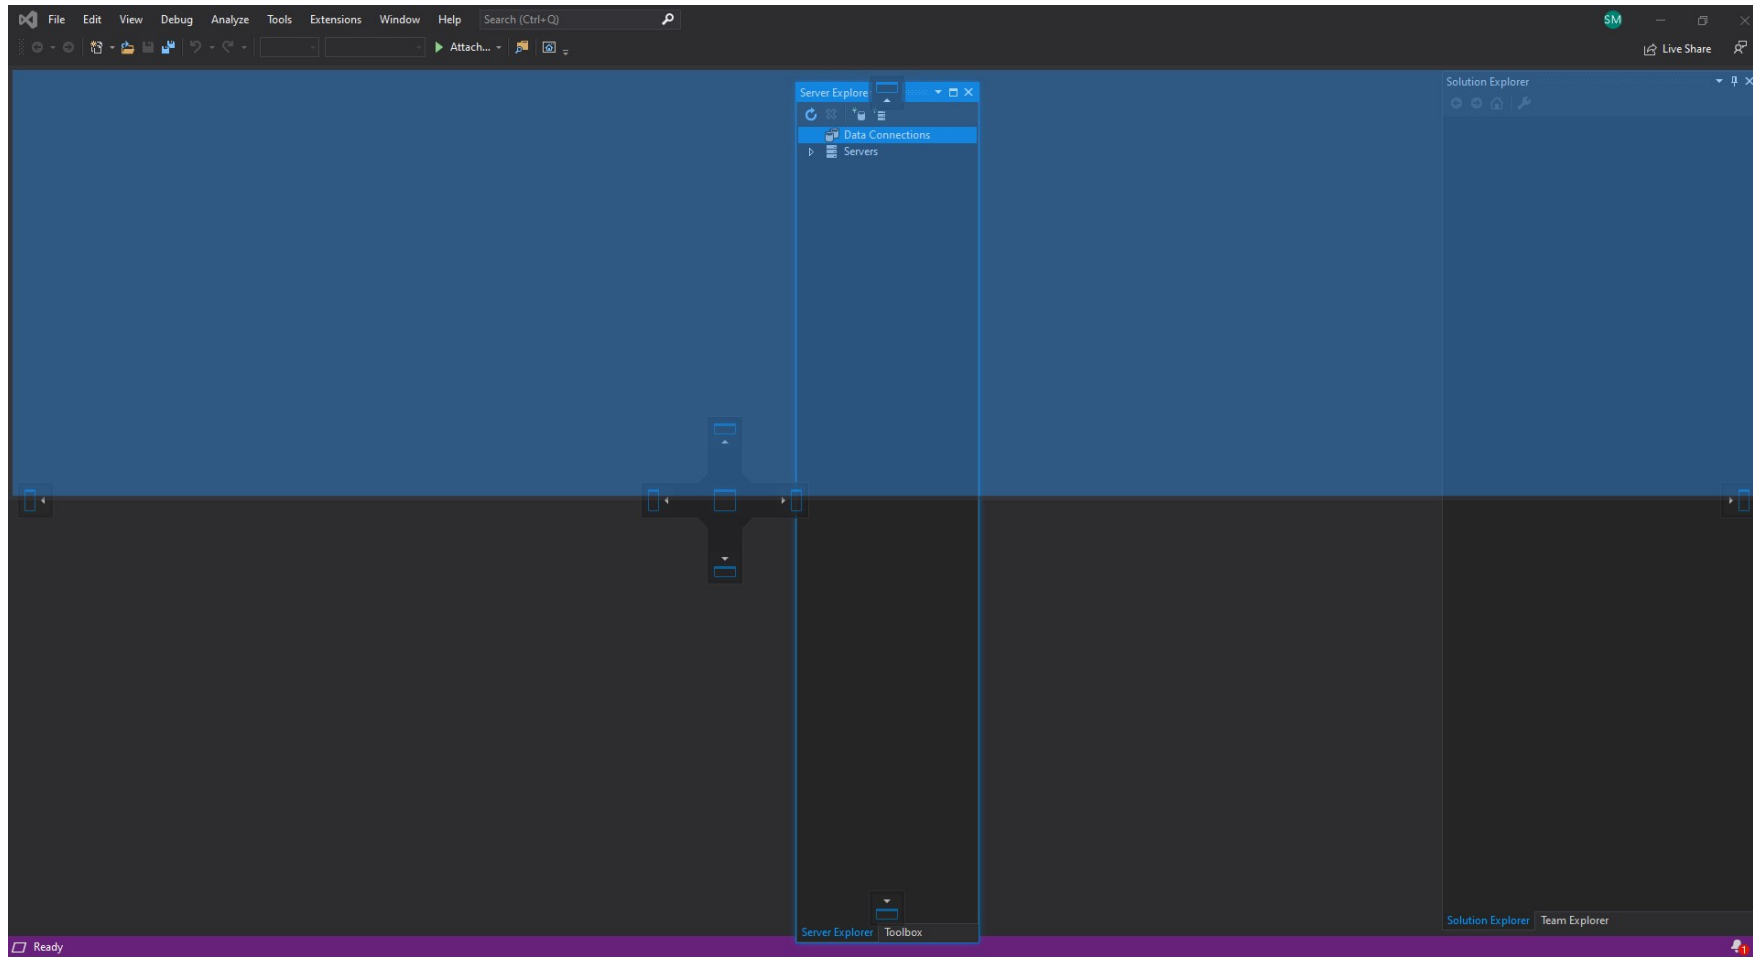 File Edit View Debug Analyze Tools Extensions Window Help Search (Ctrl+Q)
SM
Attach...
Live Share
Server Explore
Solution Explorer
Data Connections
Servers
Solution Explorer Team Explorer
Server Explorer Toolbox
Ready
1